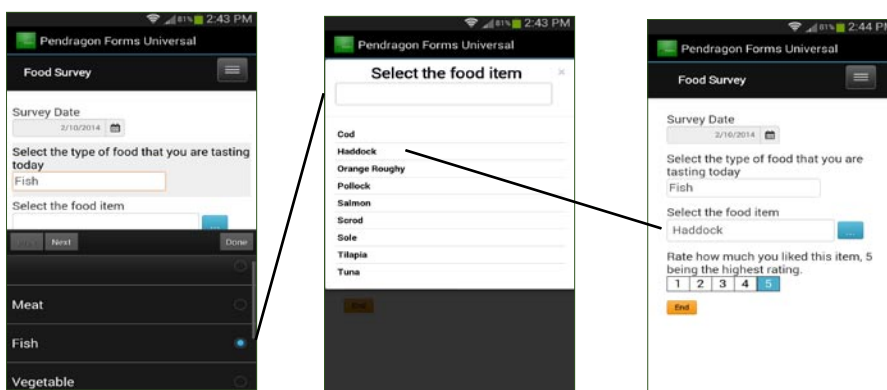 81% 2:43 PM
Pendragon Forms Universal
Food Survey
Survey Date
2/10/2014
Select the type of food that you are tasting
today
Fish
Select the food item
...
Next
Done
Meat
Fish
Vegetable
81% 2:43 PM
Pendragon Forms Universal
Select the food item
×
Cod
Haddock
Orange Roughy
Pollock
Salmon
Scrod
Sole
Tilapia
Tuna
End
81% 2:44 PM
Pendragon Forms Universal
Food Survey
Survey Date
2/10/2014
Select the type of food that you are
tasting today
Fish
Select the food item
Haddock
...
Rate how much you liked this item, 5
being the highest rating.
1 2 3 4 5
End